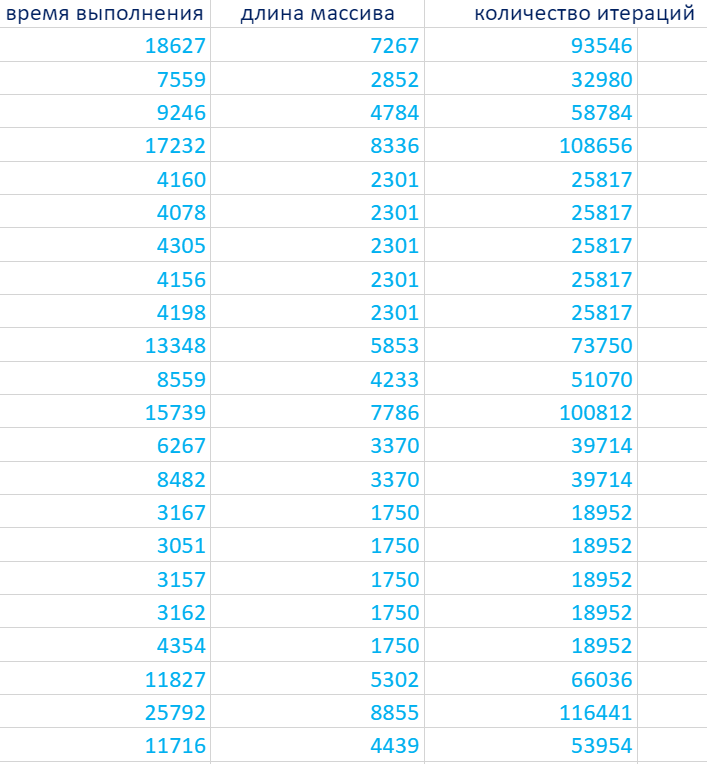 время выполнения длина массива количество итераций
18627 7267 93546
7559 2852 32980
9246 4784 58784
17232 8336 108656
4160 2301 25817
4078 2301 25817
4305 2301 25817
4156 2301 25817
4198 2301 25817
13348 5853 73750
8559 4233 51070
15739 7786 100812
6267 3370 39714
8482 3370 39714
3167 1750 18952
3051 1750 18952
3157 1750 18952
3162 1750 18952
4354 1750 18952
11827 5302 66036
25792 8855 116441
11716 4439 53954